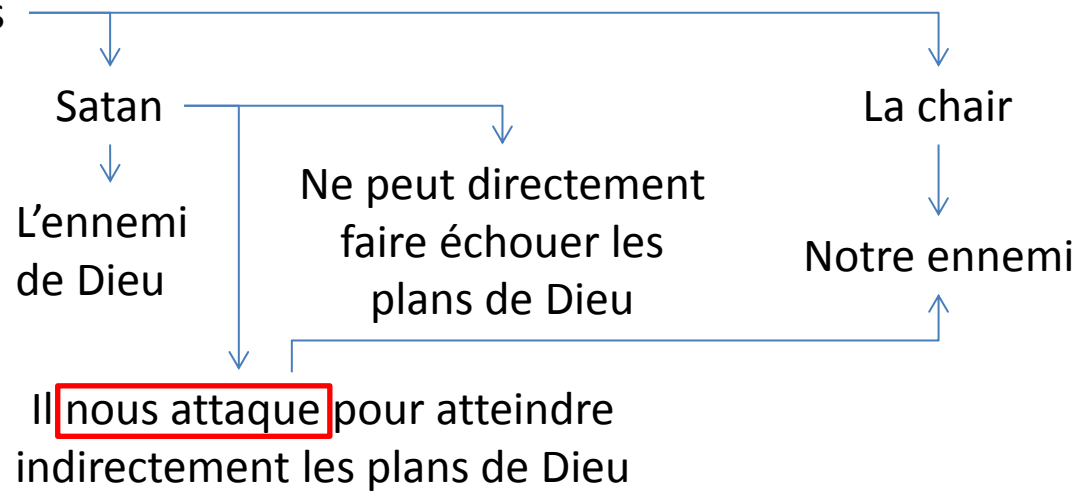 Satan
La chair
L’ennemi
de Dieu
Ne peut directement
faire échouer les
plans de Dieu
Notre ennemi
Il nous attaque pour atteindre
indirectement les plans de Dieu